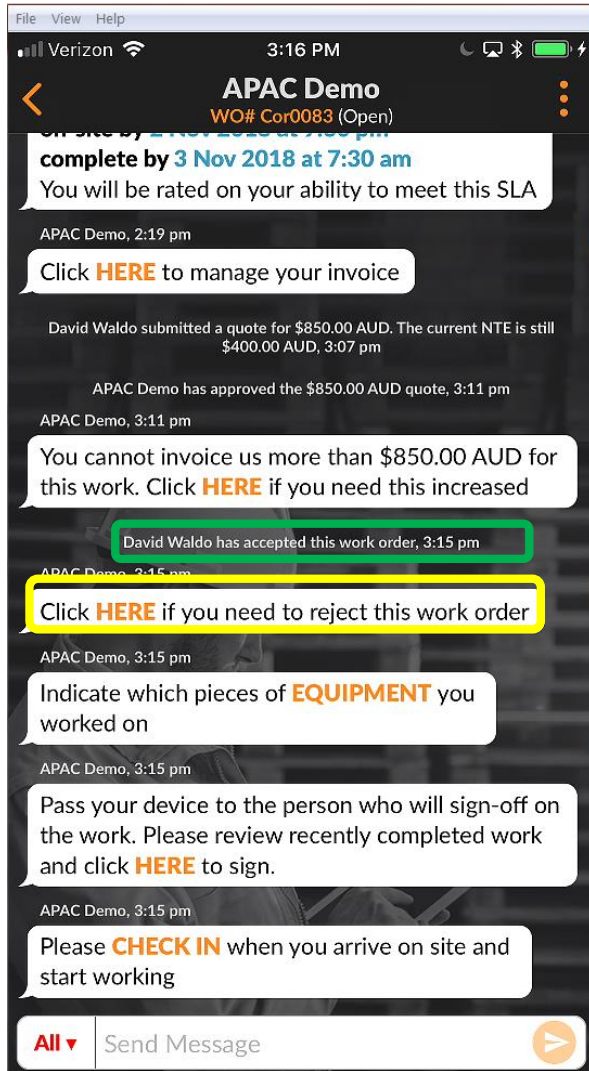 File View Help
Verizon 3:16 PM
APAC Demo
WO# Cor0083 (Open)
complete by 3 Nov 2018 at 7:30 am
You will be rated on your ability to meet this SLA
APAC Demo, 2:19 pm
Click HERE to manage your invoice
David Waldo submitted a quote for $850.00 AUD. The current NTE is still
$400.00 AUD, 3:07 pm
APAC Demo has approved the $850.00 AUD quote, 3:11 pm
APAC Demo, 3:11 pm
You cannot invoice us more than $850.00 AUD for
this work. Click HERE if you need this increased
David Waldo has accepted this work order, 3:15 pm
APAC Demo, 3:15 pm
Click HERE if you need to reject this work order
APAC Demo, 3:15 pm
Indicate which pieces of EQUIPMENT you
worked on
APAC Demo, 3:15 pm
Pass your device to the person who will sign-off on
the work. Please review recently completed work
and click HERE to sign.
APAC Demo, 3:15 pm
Please CHECK IN when you arrive on site and
start working
All Send Message